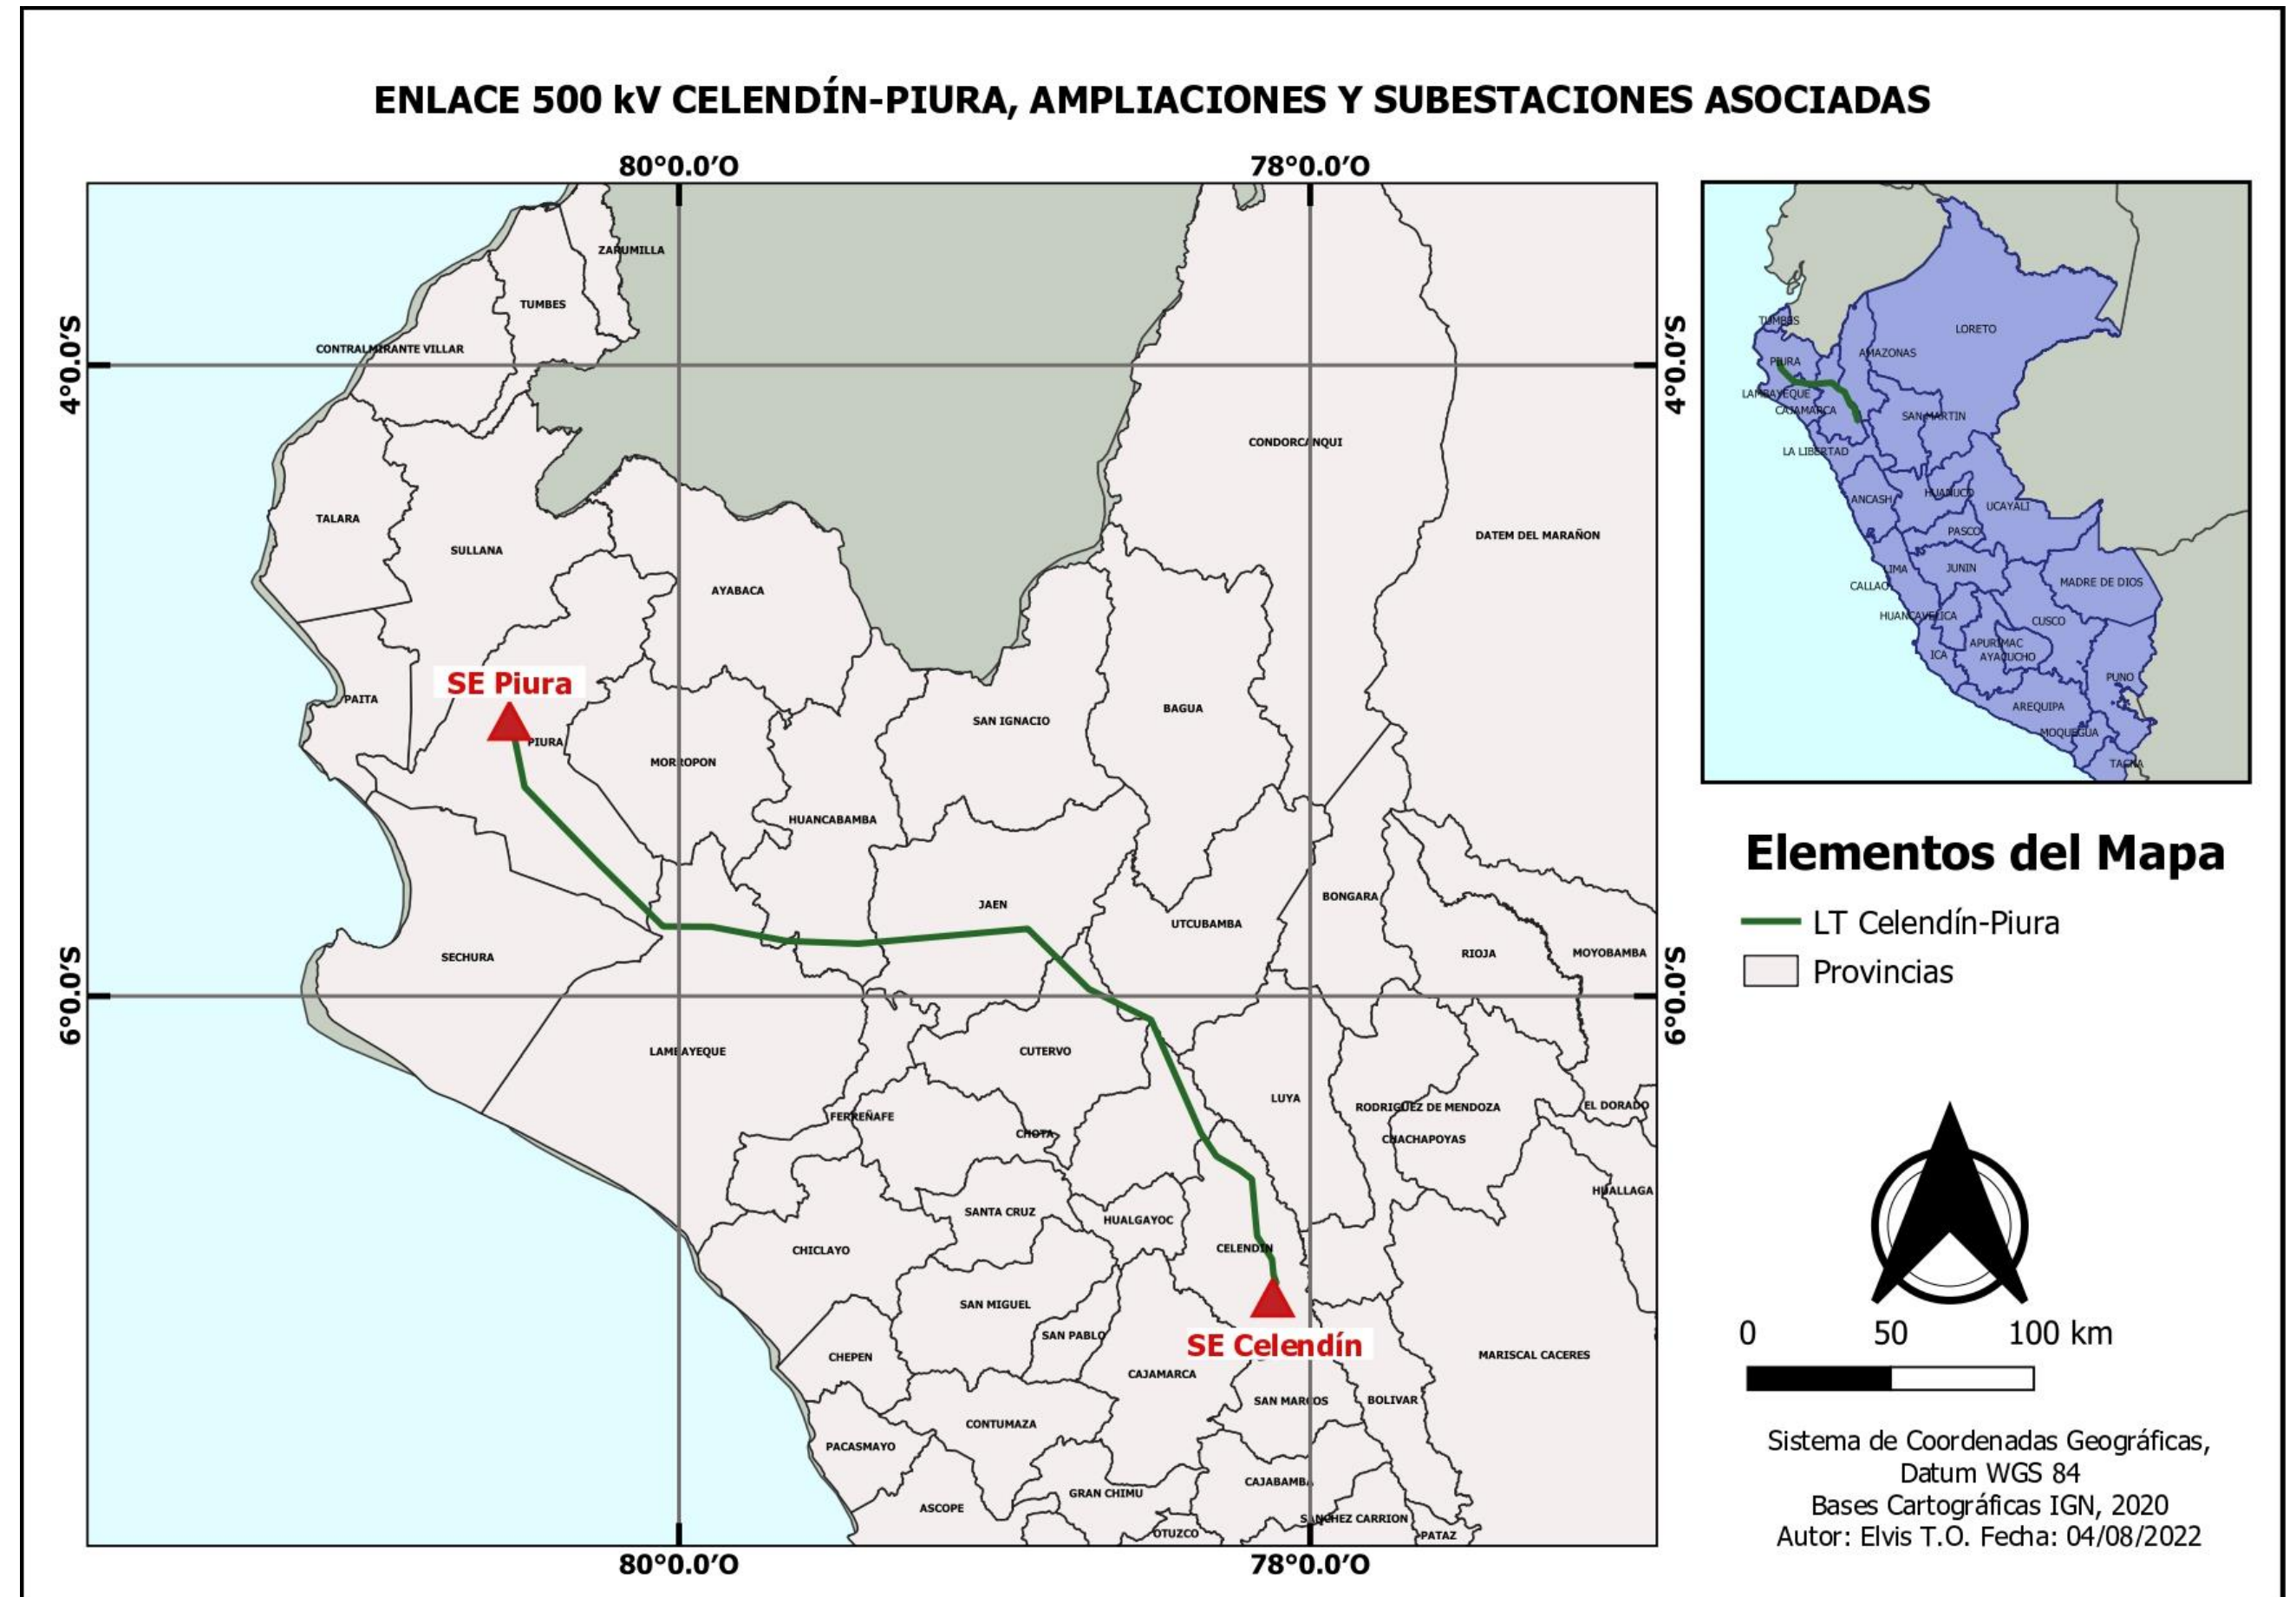 ENLACE 500 kV CELENDÍN-PIURA, AMPLIACIONES Y SUBESTACIONES ASOCIADAS
80°0.0′O
78°0.0′O
ZARUMILLA
TUMBES
CONTRALMIRANTE VILLAR
4°0.0′S
4°0.0′S
CONDORCANQUI
TALARA
DATEM DEL MARAÑON
SULLANA
AYABACA
SE Piura
PAITA
BAGUA
SAN IGNACIO
PIURA
MORROPON
HUANCABAMBA
BONGARA
JAEN
UTCUBAMBA
SECHURA
RIOJA
MOYOBAMBA
6°0.0′S
6°0.0′S
LAMBAYEQUE
CUTERVO
LUYA
RODRIGUEZ DE MENDOZA
EL DORADO
FERREÑAFE
CHOTA
CHACHAPOYAS
HUALLAGA
SANTA CRUZ
HUALGAYOC
CHICLAYO
CELENDIN
SAN MIGUEL
SAN PABLO
SE Celendín
CHEPEN
MARISCAL CACERES
CAJAMARCA
SAN MARCOS
BOLIVAR
CONTUMAZA
PACASMAYO
CAJABAMBA
GRAN CHIMU
ASCOPE
SANCHEZ CARRION
OTUZCO
PATAZ
80°0.0′O
78°0.0′O
TUMBES
LORETO
PIURA
AMAZONAS
LAMBAYEQUE
CAJAMARCA
SAN MARTIN
LA LIBERTAD
ANCASH
HUANUCO
UCAYALI
PASCO
LIMA
JUNIN
CALLAO
MADRE DE DIOS
HUANCAVELICA
CUSCO
APURIMAC
ICA
AYACUCHO
PUNO
AREQUIPA
MOQUEGUA
TACNA
Elementos del Mapa
LT Celendín-Piura
Provincias
0 50 100 km
Sistema de Coordenadas Geográficas,
Datum WGS 84
Bases Cartográficas IGN, 2020
Autor: Elvis T.O. Fecha: 04/08/2022